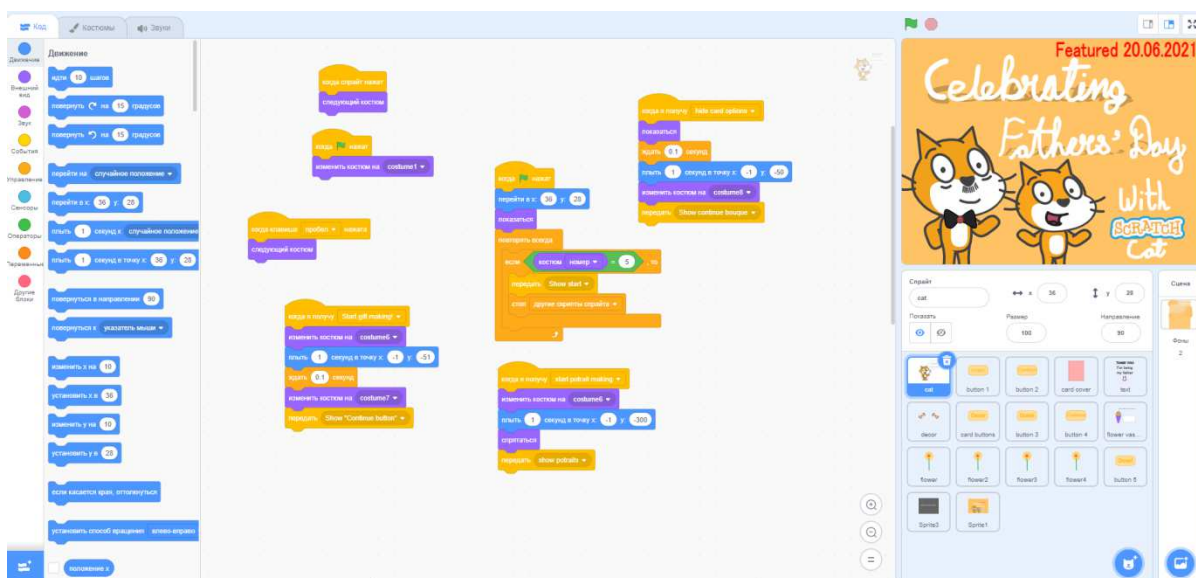 Код
Костюмы
Звуки
Движение
Движение
Внешний вид
Звук
События
Управление
Сенсоры
Операторы
Переменные
Другие блоки
идти 10 шагов
повернуть на 15 градусов
повернуть на 15 градусов
перейти на случайное положение
перейти в x: 36 y: 28
плыть 1 секунд к случайное положение
плыть 1 секунд в точку x: 36 y: 28
повернуться в направлении 90
повернуться к указатель мыши
изменить x на 10
установить x в 36
изменить y на 10
установить y в 28
если касается края, оттолкнуться
установить способ вращения влево-вправо
положение x
когда спрайт нажат
следующий костюм
когда нажат
изменить костюм на costume1
когда клавиша пробел нажата
следующий костюм
когда я получу Start gift making!
изменить костюм на costume6
плыть 1 секунд в точку x: -1 y: -51
ждать 0.1 секунд
изменить костюм на costume7
передать Show "Continue button"
когда нажат
перейти в x: 36 y: 28
показаться
повторять всегда
если костюм номер = 5 , то
передать Show start
стоп другие скрипты спрайта
когда я получу start potrait making
изменить костюм на costume6
плыть 1 секунд в точку x: -1 y: -300
спрятаться
передать show potraits
когда я получу hide card options
показаться
ждать 0.1 секунд
плыть 1 секунд в точку x: -1 y: -50
изменить костюм на costume8
передать Show continue bouque
Featured 20.06.2021
Celebrating
Fathers' Day
With
SCRATCH
Cat
Спрайт
cat
x 36
y 28
Показать
Размер
100
Направление
90
Сцена
Фоны
2
cat
button 1
button 2
card cover
text
decor
card buttons
button 3
button 4
flower vas...
flower
flower2
flower3
flower4
button 5
Sprite3
Sprite1